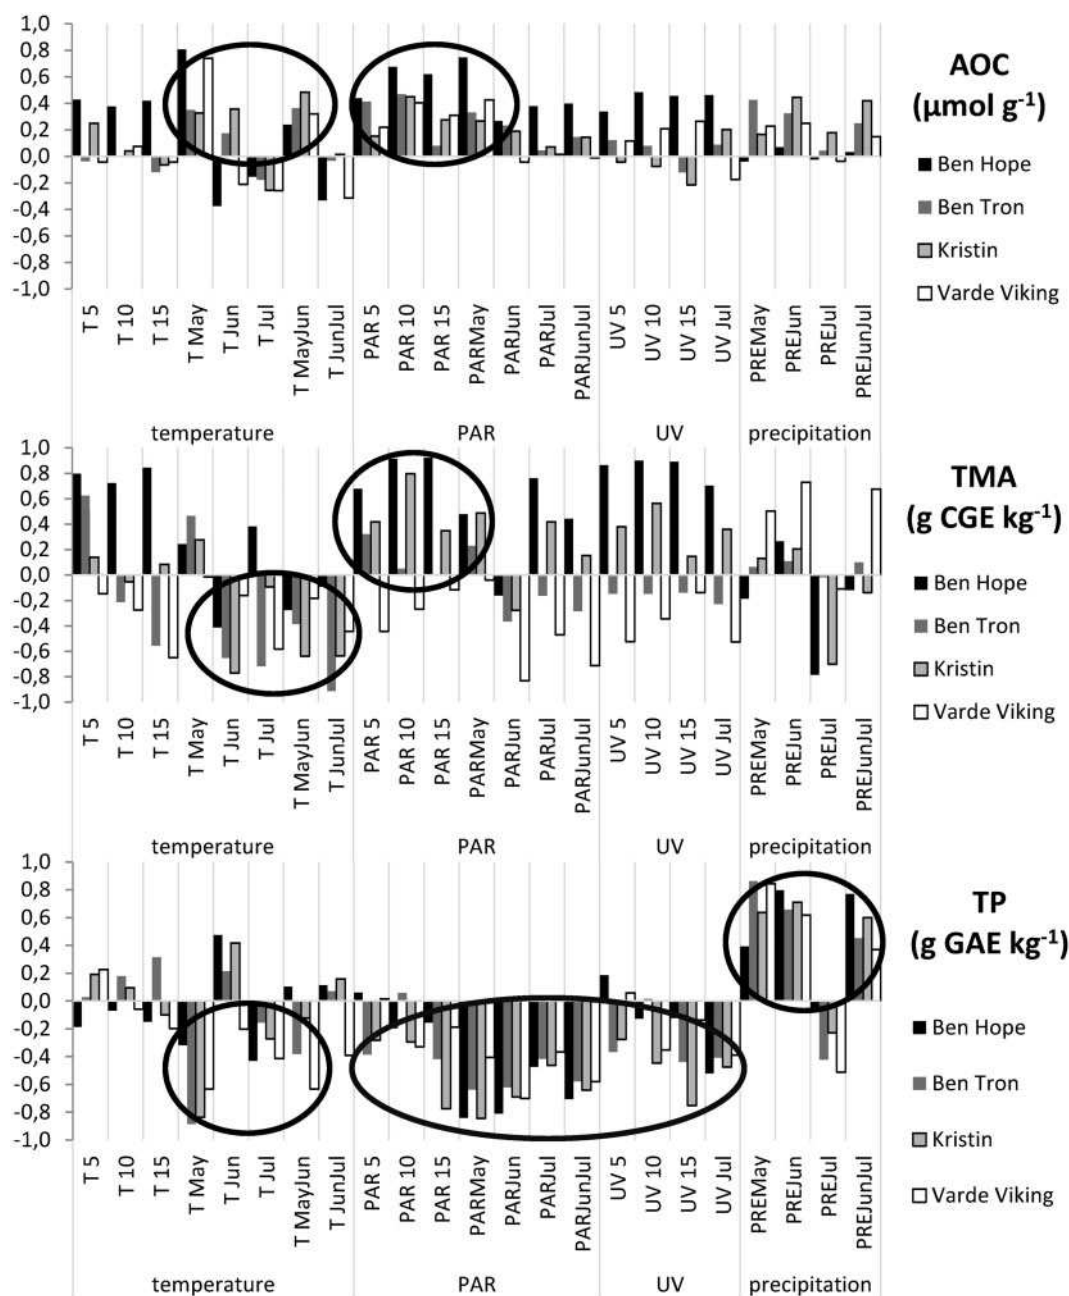 1,0
0,8
0,6
0,4
0,2
0,0
-0,2
-0,4
-0,6
-0,8
-1,0
AOC
(µmol g-1)
Ben Hope
Ben Tron
Kristin
Varde Viking
T 5
T 10
T 15
T May
T Jun
T Jul
T MayJun
T JunJul
PAR 5
PAR 10
PAR 15
PARMay
PARJun
PARJul
PARJunJul
UV 5
UV 10
UV 15
UV Jul
PREMay
PREJun
PREJul
PREJunJul
temperature
PAR
UV
precipitation
1,0
0,8
0,6
0,4
0,2
0,0
-0,2
-0,4
-0,6
-0,8
-1,0
TMA
(g CGE kg-1)
Ben Hope
Ben Tron
Kristin
Varde Viking
T 5
T 10
T 15
T May
T Jun
T Jul
T MayJun
T JunJul
PAR 5
PAR 10
PAR 15
PARMay
PARJun
PARJul
PARJunJul
UV 5
UV 10
UV 15
UV Jul
PREMay
PREJun
PREJul
PREJunJul
temperature
PAR
UV
precipitation
1,0
0,8
0,6
0,4
0,2
0,0
-0,2
-0,4
-0,6
-0,8
-1,0
TP
(g GAE kg-1)
Ben Hope
Ben Tron
Kristin
Varde Viking
T 5
T 10
T 15
T May
T Jun
T Jul
T MayJun
T JunJul
PAR 5
PAR 10
PAR 15
PARMay
PARJun
PARJul
PARJunJul
UV 5
UV 10
UV 15
UV Jul
PREMay
PREJun
PREJul
PREJunJul
temperature
PAR
UV
precipitation